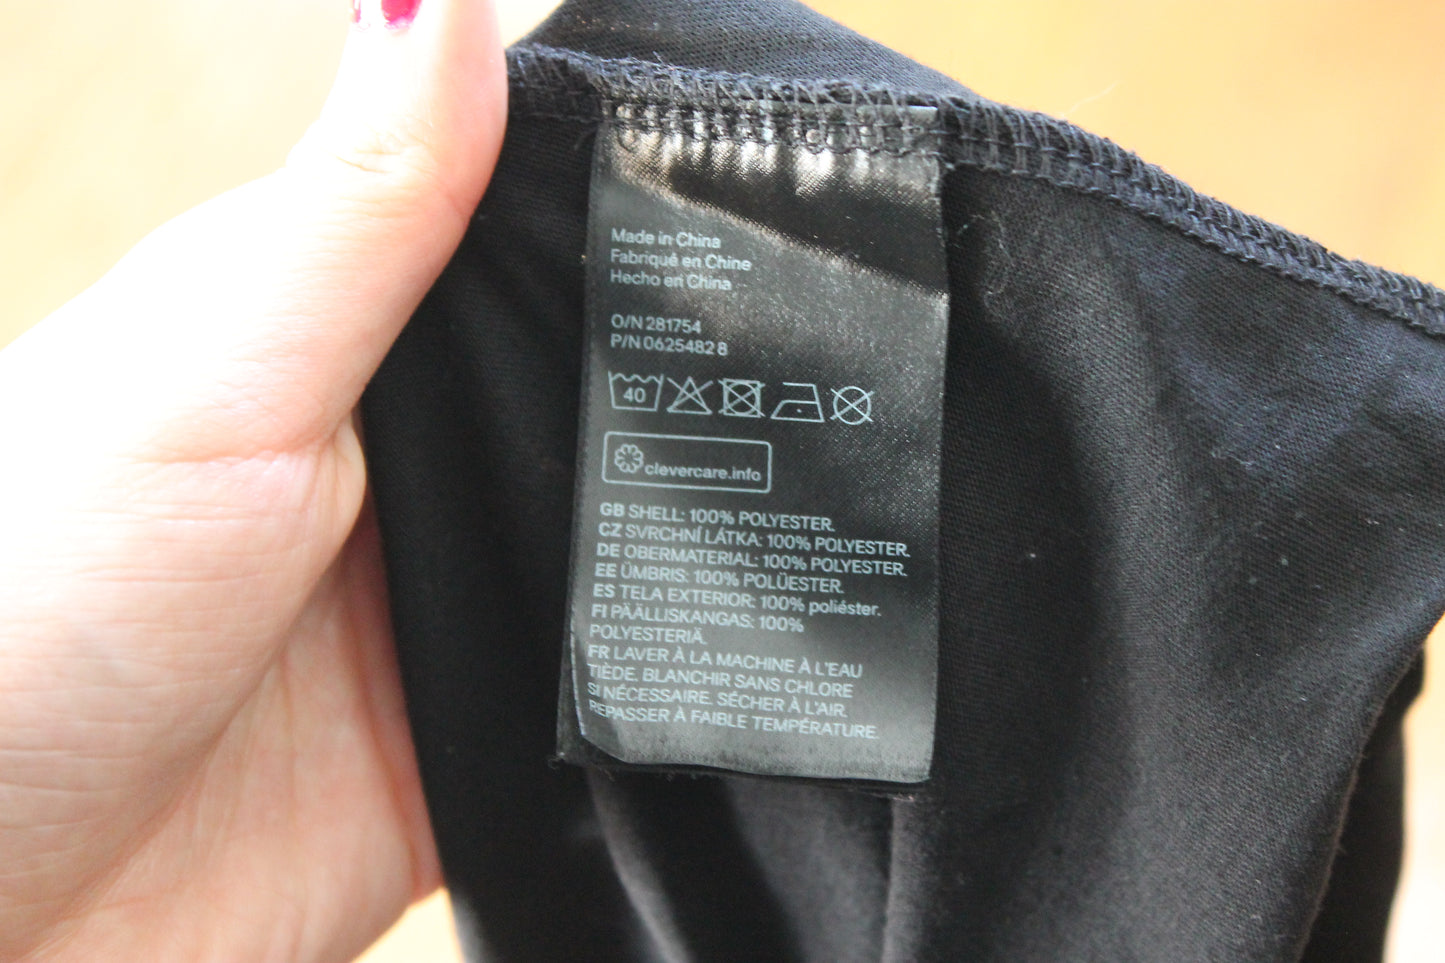 Made in China
Fabriqué en Chine
Hecho en China
O/N 281754
P/N 0625482 8
40
clevercare.info
GB SHELL: 100% POLYESTER.
CZ SVRCHNÍ LÁTKA: 100% POLYESTER.
DE OBERMATERIAL: 100% POLYESTER.
EE ÜMBRIS: 100% POLÜESTER.
ES TELA EXTERIOR: 100% poliéster.
FI PÄÄLLISKANGAS: 100%
POLYESTERIÄ.
FR LAVER À LA MACHINE À L'EAU
TIÈDE. BLANCHIR SANS CHLORE
SI NÉCESSAIRE. SÉCHER À L'AIR.
REPASSER À FAIBLE TEMPÉRATURE.